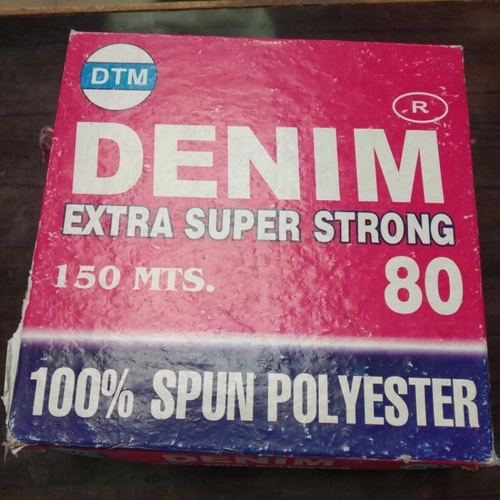 DTM
R
DENIM
EXTRA SUPER STRONG
150 MTS.
80
100% SPUN POLYESTER
DENIM